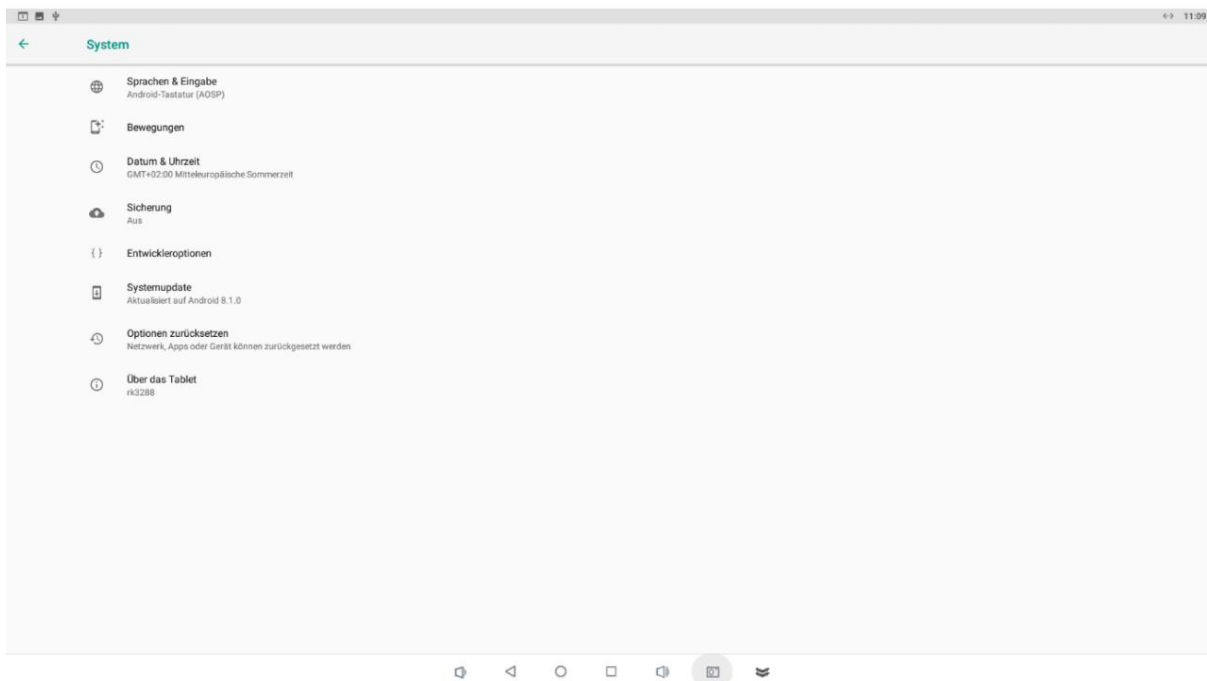 11:09
System
Sprachen & Eingabe
Android-Tastatur (AOSP)
Bewegungen
Datum & Uhrzeit
GMT+02:00 Mitteleuropäische Sommerzeit
Sicherung
Aus
{ } Entwickleroptionen
Systemupdate
Aktualisiert auf Android 8.1.0
Optionen zurücksetzen
Netzwerk, Apps oder Gerät können zurückgesetzt werden
Über das Tablet
rk3288